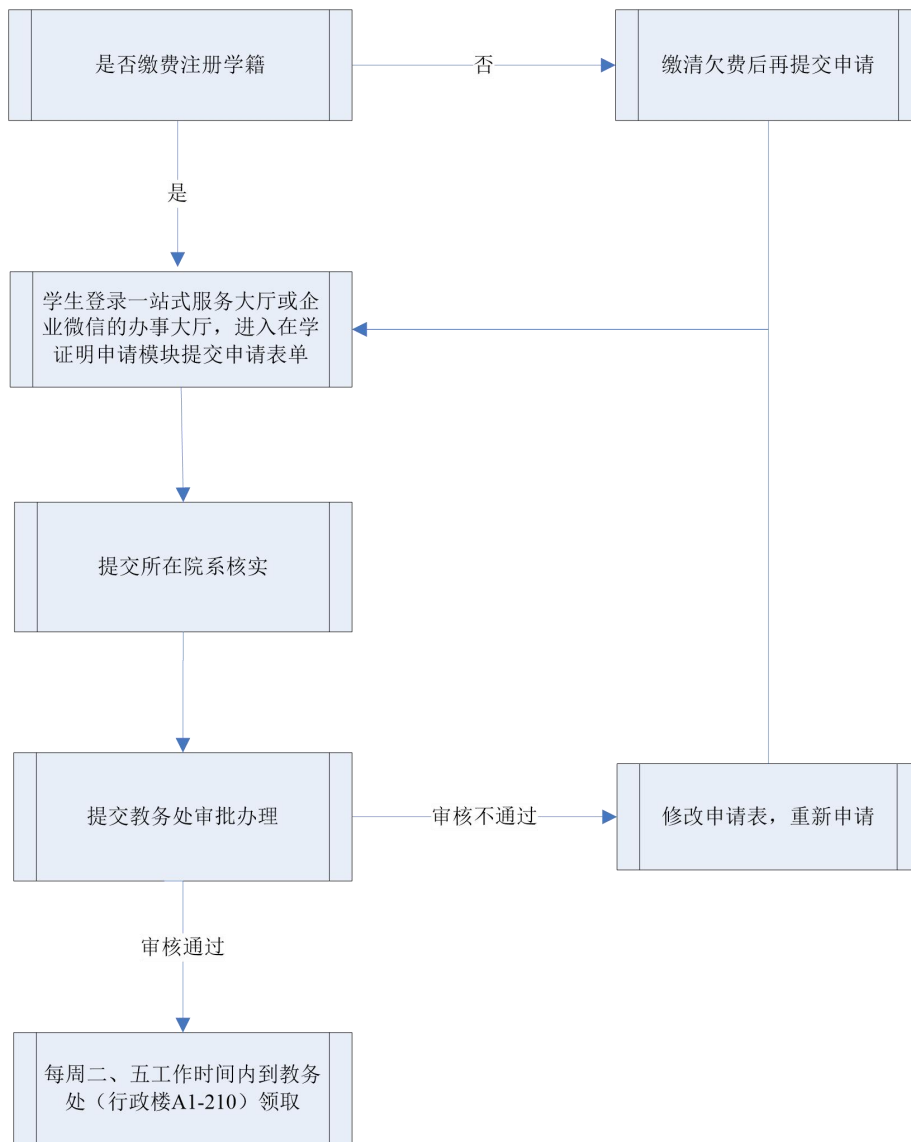 是否缴费注册学籍
否
缴清欠费后再提交申请
是
学生登录一站式服务大厅或企
业微信的办事大厅，进入在学
证明申请模块提交申请表单
提交所在院系核实
提交教务处审批办理
审核不通过
修改申请表，重新申请
审核通过
每周二、五工作时间内到教务
处（行政楼A1-210）领取